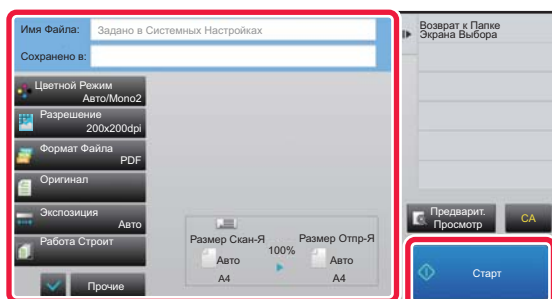 Имя Файла: Задано в Системных Настройках
Сохранено в:
Цветной Режим
Авто/Mono2
Разрешение
200x200dpi
Формат Файла
PDF
Оригинал
Экспозиция
Авто
Работа Строит
Прочие
Размер Скан-Я
Авто
A4
100%
Размер Отпр-Я
Авто
A4
Возврат к Папке
Экрана Выбора
Предварит.
Просмотр
CA
Старт